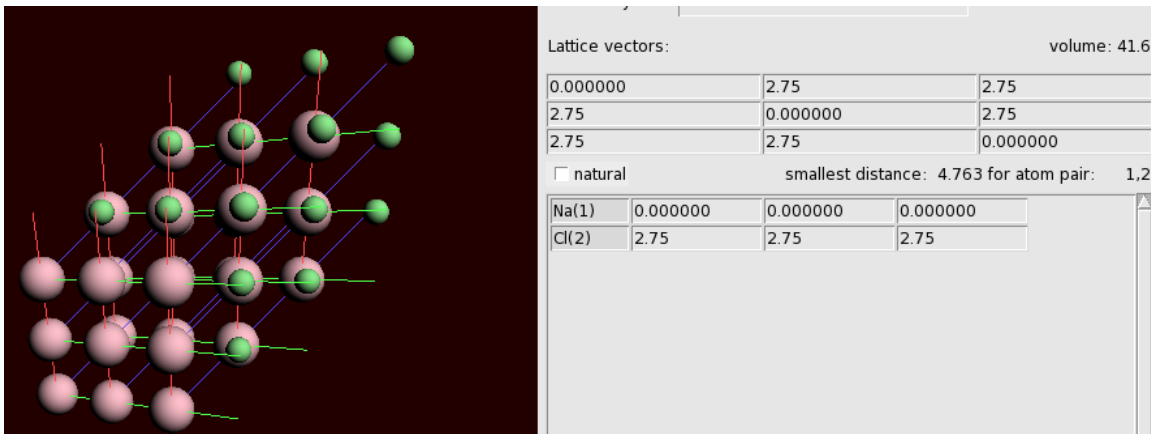 Lattice vectors: volume: 41.6
0.000000 2.75 2.75
2.75 0.000000 2.75
2.75 2.75 0.000000
natural smallest distance: 4.763 for atom pair: 1,2
Na(1) 0.000000 0.000000 0.000000
Cl(2) 2.75 2.75 2.75